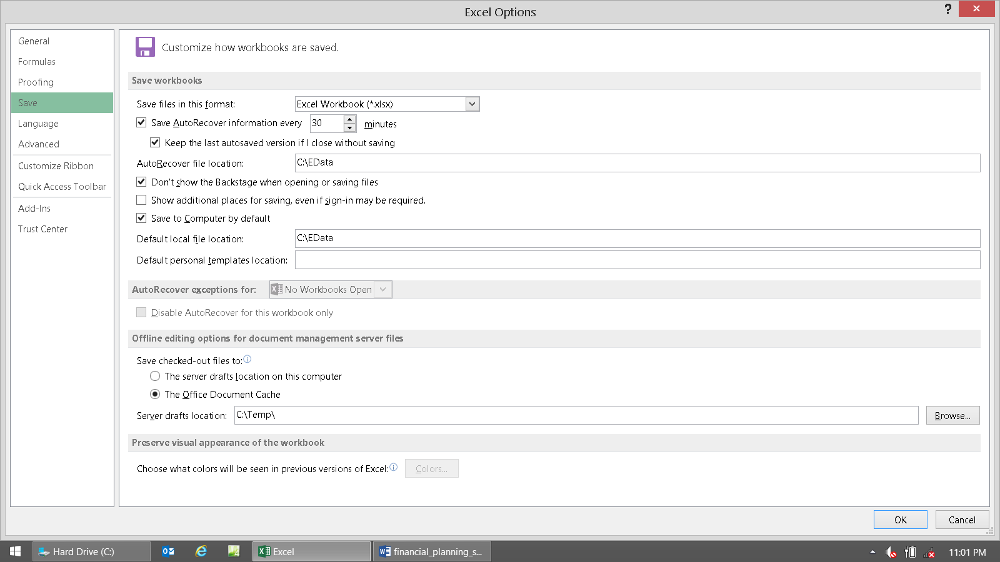 Excel Options
?
General
Formulas
Proofing
Save
Language
Advanced
Customize Ribbon
Quick Access Toolbar
Add-Ins
Trust Center
Customize how workbooks are saved.
Save workbooks
Save files in this format: Excel Workbook (*.xlsx)
Save AutoRecover information every 30 minutes
Keep the last autosaved version if I close without saving
AutoRecover file location: C:\EData
Don't show the Backstage when opening or saving files
Show additional places for saving, even if sign-in may be required.
Save to Computer by default
Default local file location: C:\EData
Default personal templates location:
AutoRecover exceptions for: No Workbooks Open
Disable AutoRecover for this workbook only
Offline editing options for document management server files
Save checked-out files to:
The server drafts location on this computer
The Office Document Cache
Server drafts location: C:\Temp\ Browse...
Preserve visual appearance of the workbook
Choose what colors will be seen in previous versions of Excel: Colors...
OK Cancel
Hard Drive (C:) Excel financial_planning_s... 11:01 PM